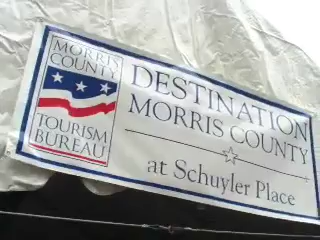 MORRIS
COUNTY
TOURISM
BUREAU
DESTINATION
MORRIS COUNTY
at Schuyler Place